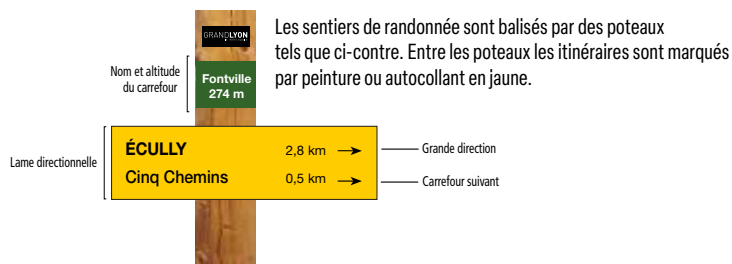 GRANDLYON
Les sentiers de randonnée sont balisés par des poteaux
tels que ci-contre. Entre les poteaux les itinéraires sont marqués
par peinture ou autocollant en jaune.
Nom et altitude
du carrefour
Fontville
274 m
Lame directionnelle
ÉCULLY 2,8 km → Grande direction
Cinq Chemins 0,5 km → Carrefour suivant